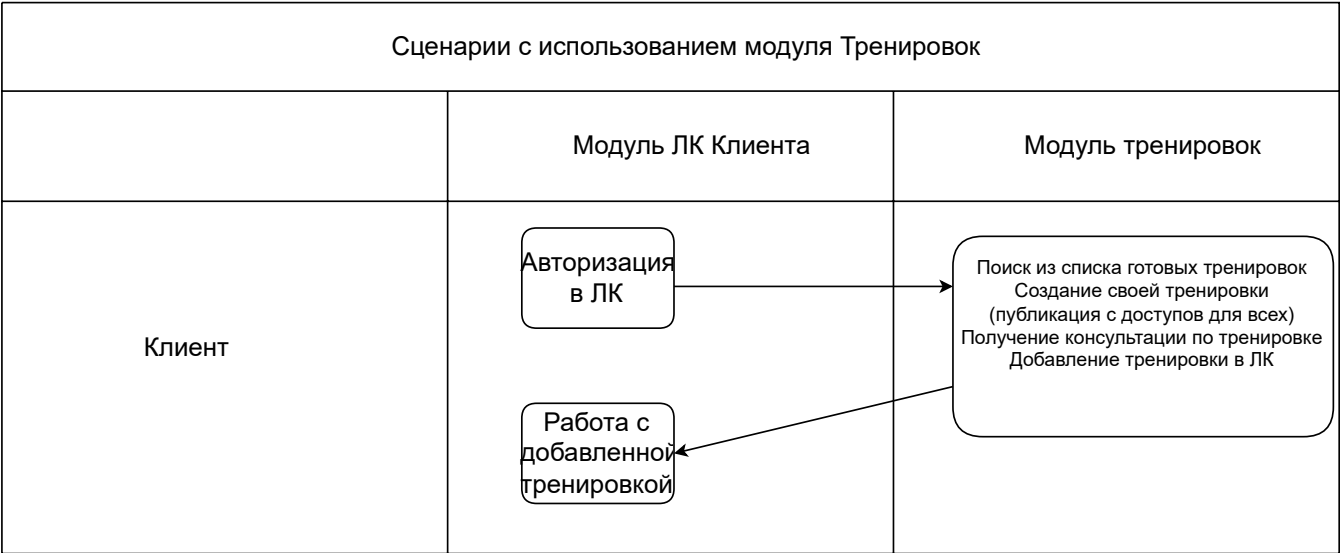 Сценарии с использованием модуля Тренировок
Модуль ЛК Клиента
Модуль тренировок
Клиент
Авторизация
в ЛК
Поиск из списка готовых тренировок
Создание своей тренировки
(публикация с доступов для всех)
Получение консультации по тренировке
Добавление тренировки в ЛК
Работа с
добавленной
тренировкой